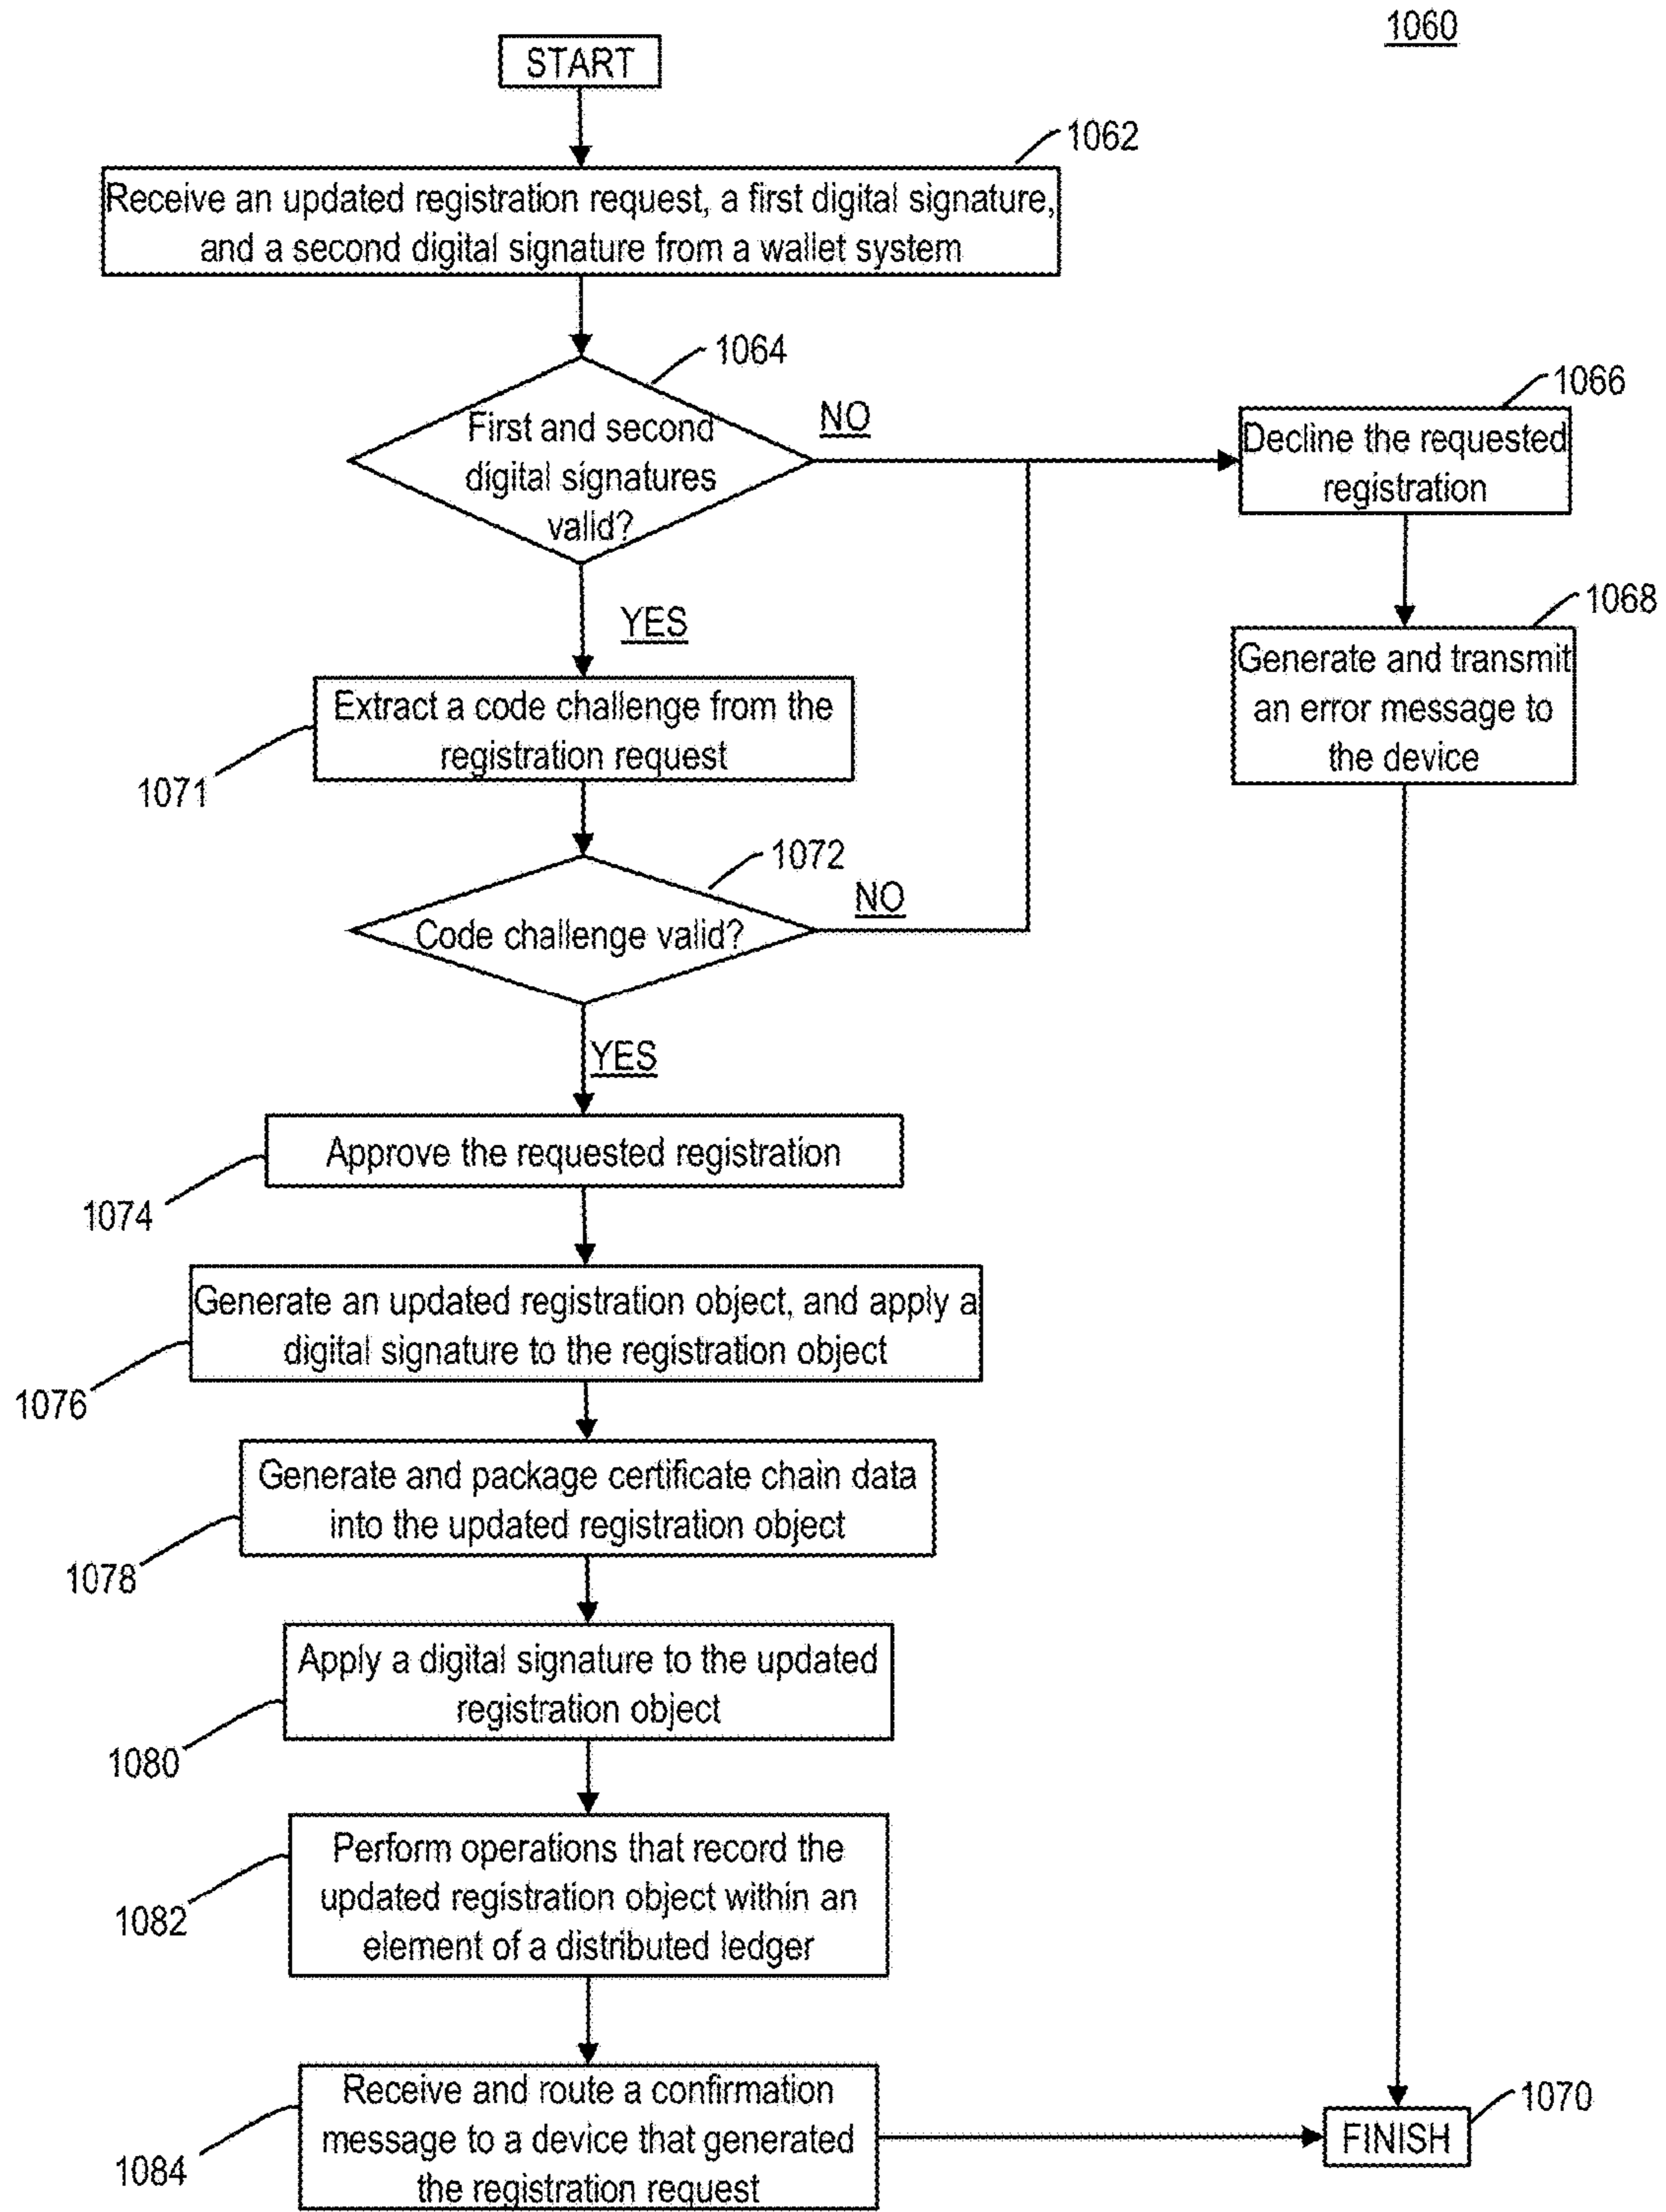 1060
START
1062
Receive an updated registration request, a first digital signature,
and a second digital signature from a wallet system
1064
First and second
digital signatures
valid?
NO
1066
Decline the requested
registration
YES
1068
Generate and transmit
an error message to
the device
Extract a code challenge from the
registration request
1071
1072
Code challenge valid?
NO
YES
Approve the requested registration
1074
Generate an updated registration object, and apply a
digital signature to the registration object
1076
Generate and package certificate chain data
into the updated registration object
1078
Apply a digital signature to the updated
registration object
1080
Perform operations that record the
updated registration object within an
element of a distributed ledger
1082
Receive and route a confirmation
message to a device that generated
the registration request
1084
1070
FINISH